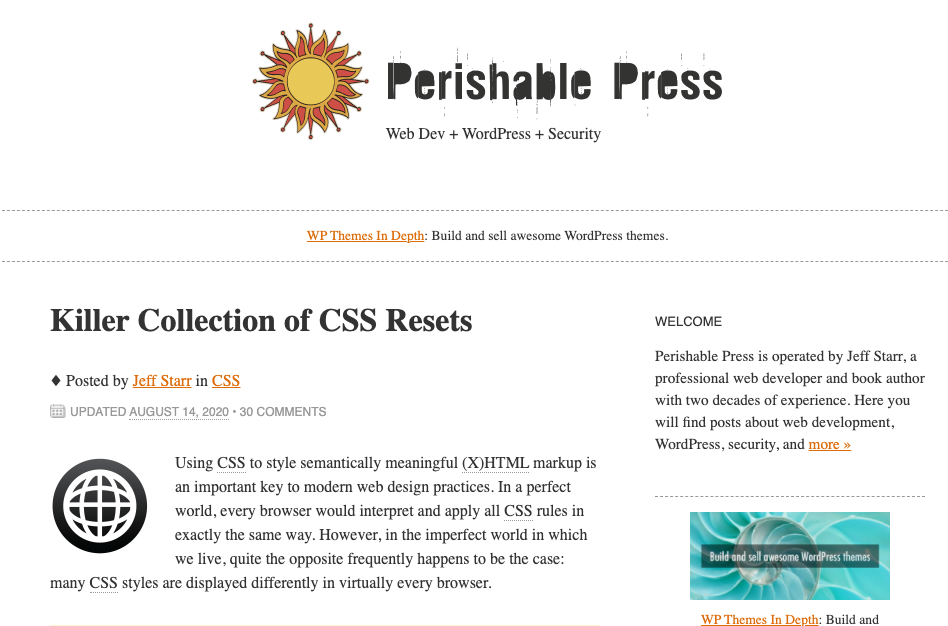 Perishable Press
Web Dev + WordPress + Security
WP Themes In Depth: Build and sell awesome WordPress themes.
Killer Collection of CSS Resets
♦ Posted by Jeff Starr in CSS
UPDATED AUGUST 14, 2020 • 30 COMMENTS
Using CSS to style semantically meaningful (X)HTML markup is
an important key to modern web design practices. In a perfect
world, every browser would interpret and apply all CSS rules in
exactly the same way. However, in the imperfect world in which
we live, quite the opposite frequently happens to be the case:
many CSS styles are displayed differently in virtually every browser.
WELCOME
Perishable Press is operated by Jeff Starr, a
professional web developer and book author
with two decades of experience. Here you
will find posts about web development,
WordPress, security, and more »
Build and sell awesome WordPress themes
WP Themes In Depth: Build and